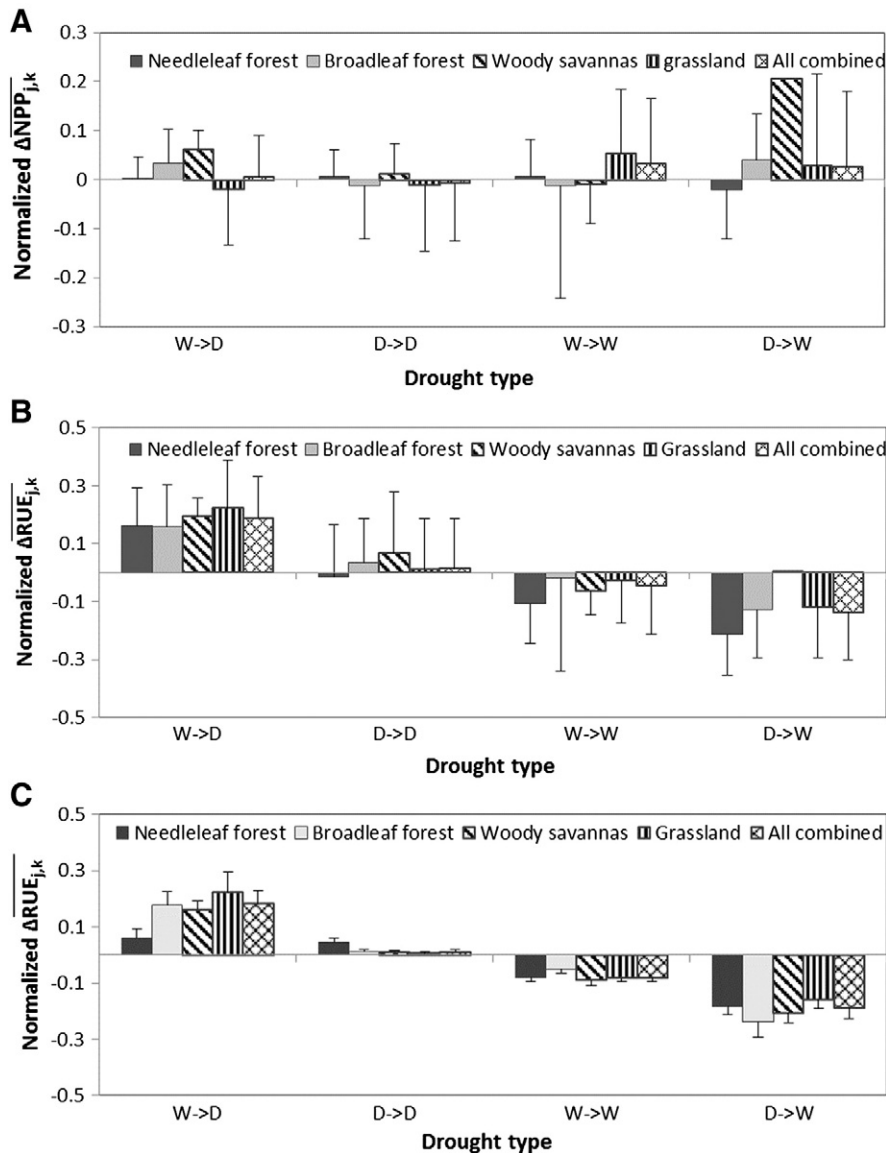 A
Normalized ΔNPPj,k
0.3
0.2
0.1
0
-0.1
-0.2
-0.3
Needleleaf forest Broadleaf forest Woody savannas grassland All combined
W->D D->D W->W D->W
Drought type
B
Normalized ΔRUEj,k
0.5
0.3
0.1
-0.1
-0.3
-0.5
Needleleaf forest Broadleaf forest Woody savannas Grassland All combined
W->D D->D W->W D->W
Drought type
C
Normalized ΔRUEj,k
0.5
0.3
0.1
-0.1
-0.3
-0.5
Needleleaf forest Broadleaf forest Woody savannas Grassland All combined
W->D D->D W->W D->W
Drought type